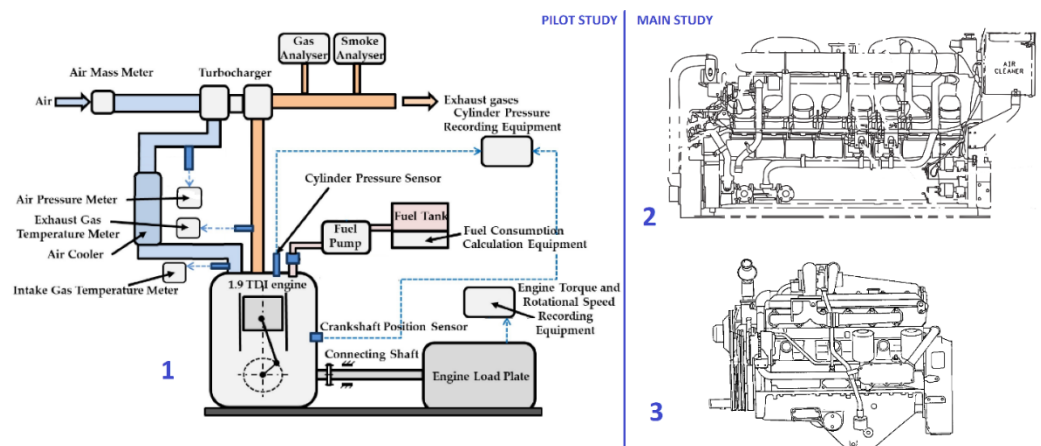 PILOT STUDY
MAIN STUDY
Gas
Analyser
Smoke
Analyser
Air Mass Meter
Turbocharger
Air
Exhaust gases
Cylinder Pressure
Recording Equipment
Cylinder Pressure Sensor
Air Pressure Meter
Exhaust Gas
Temperature Meter
Air Cooler
Intake Gas Temperature Meter
Fuel Tank
Fuel
Pump
Fuel Consumption
Calculation Equipment
1.9 TDI engine
Engine Torque and
Rotational Speed
Recording
Equipment
Crankshaft Position Sensor
Connecting Shaft
Engine Load Plate
1
AIR
CLEANER
2
3